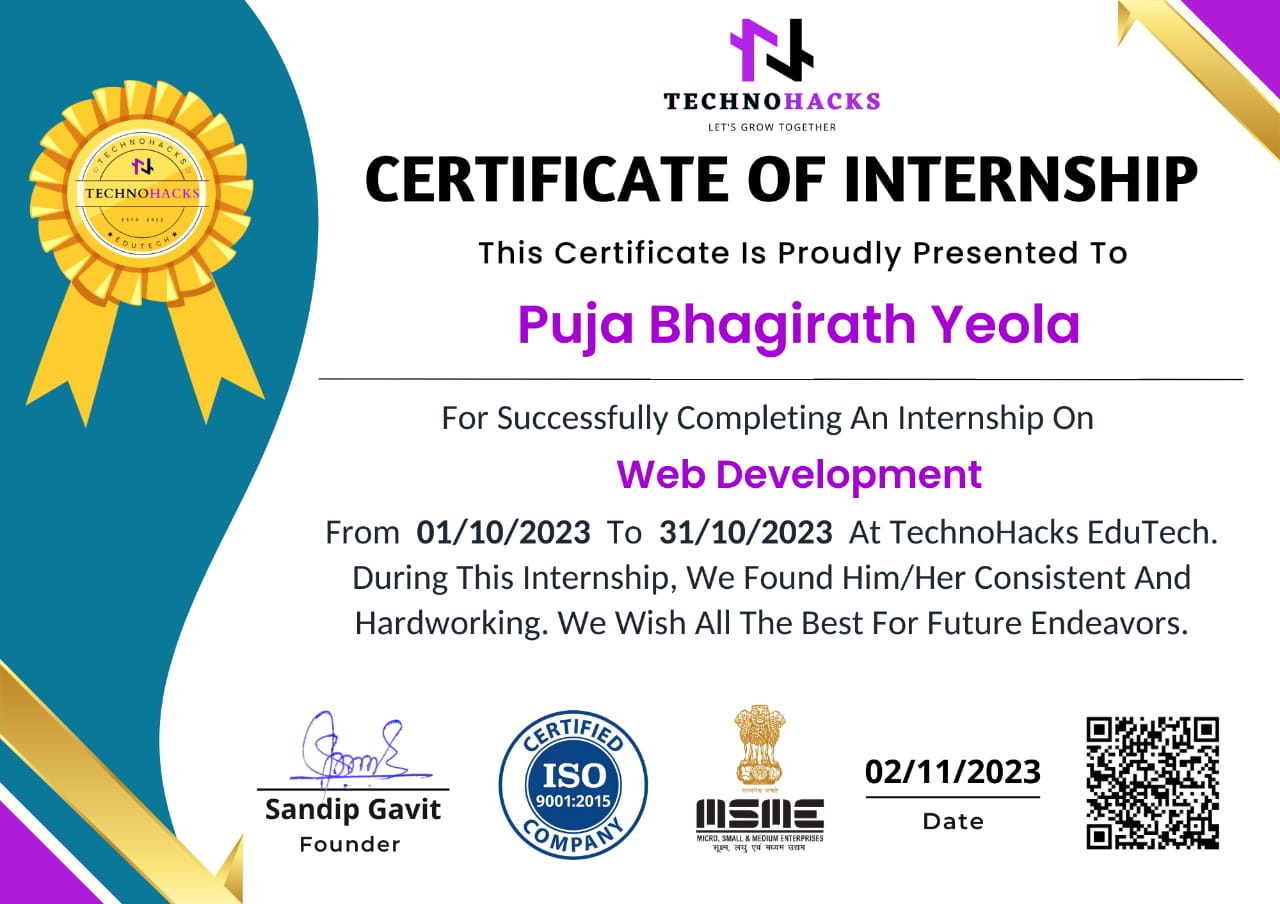 TECHNOHACKS
LET'S GROW TOGETHER
CERTIFICATE OF INTERNSHIP
This Certificate Is Proudly Presented To
Puja Bhagirath Yeola
For Successfully Completing An Internship On
Web Development
From 01/10/2023 To 31/10/2023 At TechnoHacks EduTech.
During This Internship, We Found Him/Her Consistent And
Hardworking. We Wish All The Best For Future Endeavors.
TECHNOHACKS
TECHNOHACKS
ESTD 2022
EDUTECH
Sandip Gavit
Founder
CERTIFIED
ISO
9001:2015
COMPANY
सत्यमेव जयते
MSME
MICRO, SMALL & MEDIUM ENTERPRISES
सूक्ष्म, लघु एवं मध्यम उद्यम
02/11/2023
Date